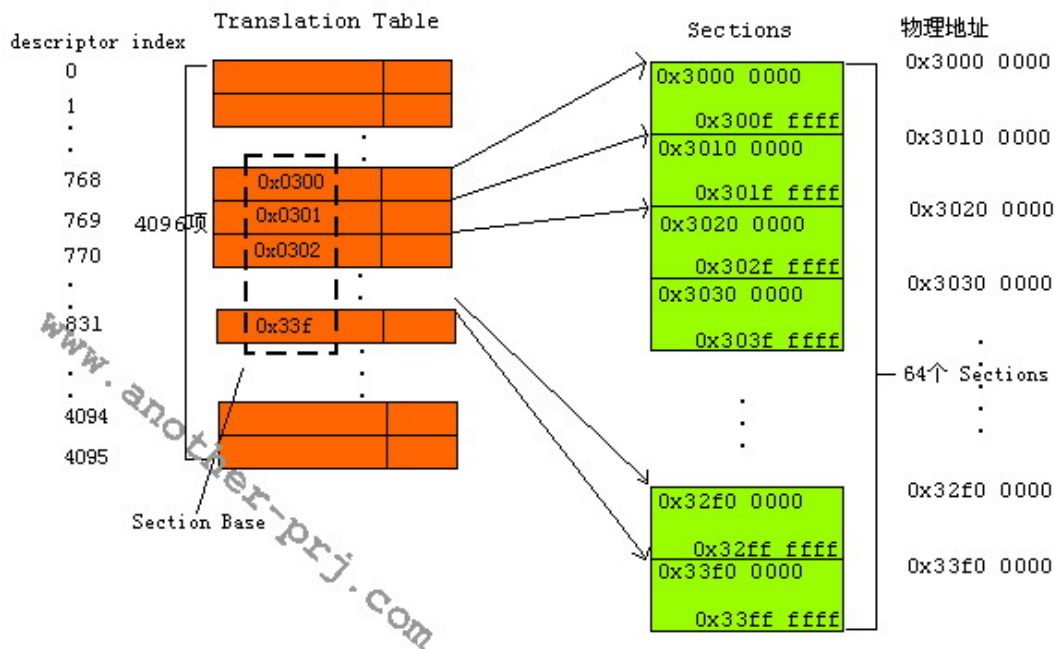 Translation Table
descriptor index
0
1
768
769
770
831
4094
4095
4096项
0x0300
0x0301
0x0302
0x33f
Section Base
Sections
0x3000 0000
0x300f ffff
0x3010 0000
0x301f ffff
0x3020 0000
0x302f ffff
0x3030 0000
0x303f ffff
0x32f0 0000
0x32ff ffff
0x33f0 0000
0x33ff ffff
物理地址
0x3000 0000
0x3010 0000
0x3020 0000
0x3030 0000
64个 Sections
0x32f0 0000
0x33f0 0000
www.another-prj.com